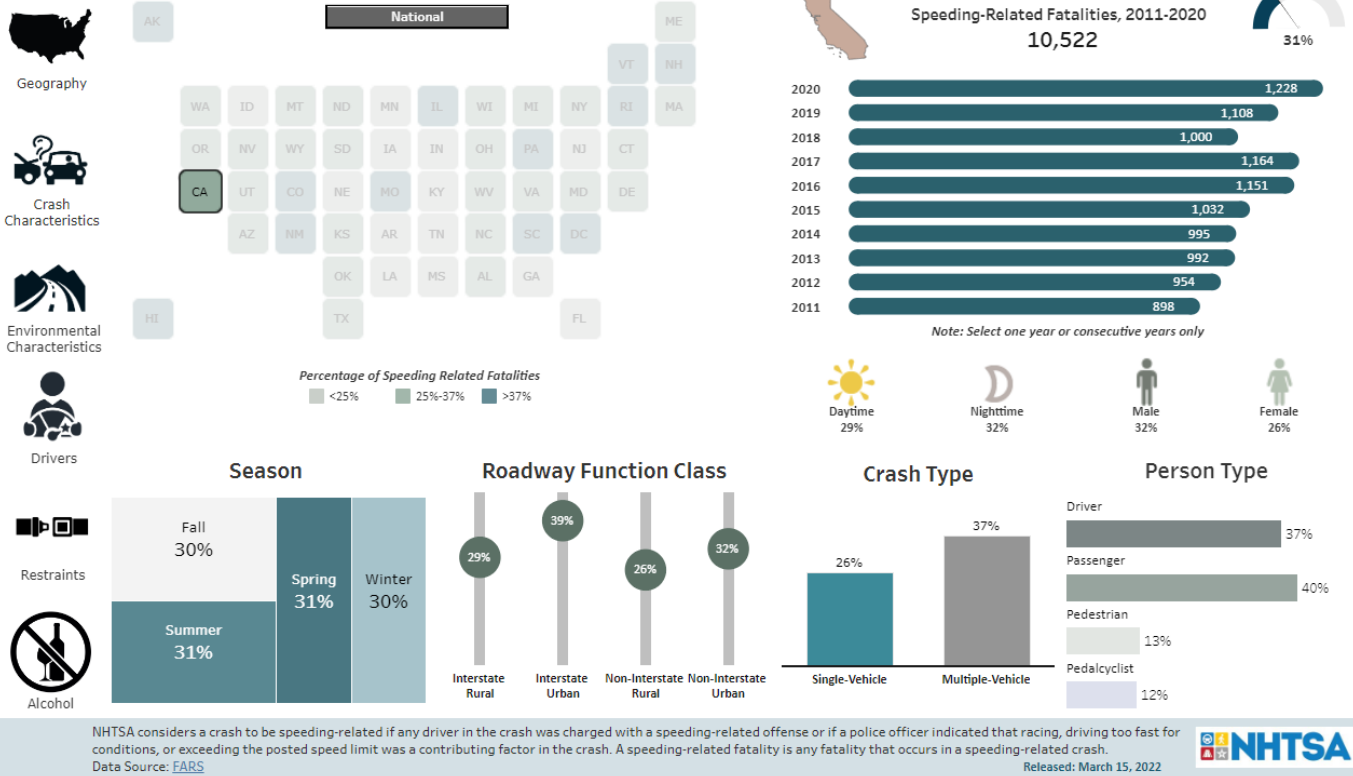 Geography
Crash
Characteristics
Environmental
Characteristics
Drivers
Restraints
Alcohol
National
AK
ME
VT
NH
WA
ID
MT
ND
MN
IL
WI
MI
NY
RI
MA
OR
NV
WY
SD
IA
IN
OH
PA
NJ
CT
CA
UT
CO
NE
MO
KY
WV
VA
MD
DE
AZ
NM
KS
AR
TN
NC
SC
DC
OK
LA
MS
AL
GA
HI
TX
FL
Percentage of Speeding Related Fatalities
<25%
25%-37%
>37%
Speeding-Related Fatalities, 2011-2020
10,522
31%
2020 1,228
2019 1,108
2018 1,000
2017 1,164
2016 1,151
2015 1,032
2014 995
2013 992
2012 954
2011 898
Note: Select one year or consecutive years only
Daytime
29%
Nighttime
32%
Male
32%
Female
26%
Season
Fall
30%
Summer
31%
Spring
31%
Winter
30%
Roadway Function Class
29%
39%
26%
32%
Interstate
Rural
Interstate
Urban
Non-Interstate
Rural
Non-Interstate
Urban
Crash Type
26%
37%
Single-Vehicle
Multiple-Vehicle
Person Type
Driver
37%
Passenger
40%
Pedestrian
13%
Pedalcyclist
12%
NHTSA considers a crash to be speeding-related if any driver in the crash was charged with a speeding-related offense or if a police officer indicated that racing, driving too fast for
conditions, or exceeding the posted speed limit was a contributing factor in the crash. A speeding-related fatality is any fatality that occurs in a speeding-related crash.
Data Source: FARS
Released: March 15, 2022
NHTSA